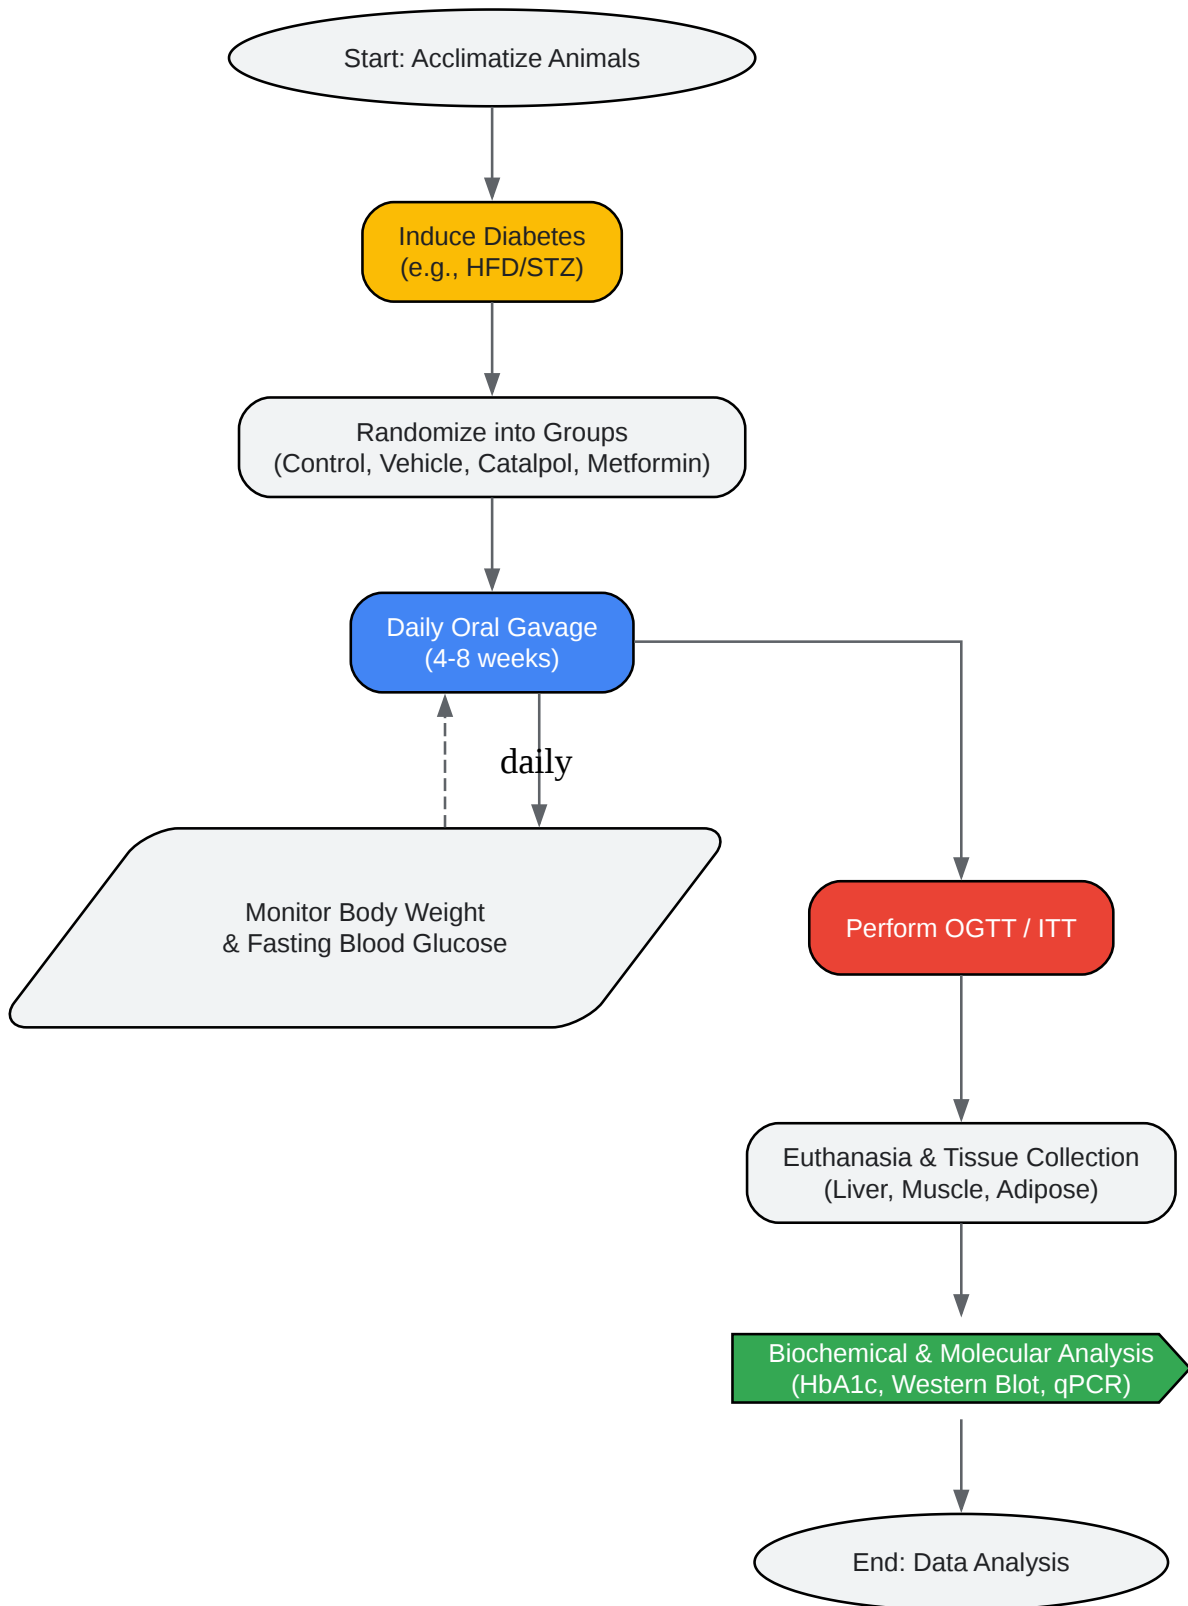 Start: Acclimatize Animals
Induce Diabetes
(e.g., HFD/STZ)
Randomize into Groups
(Control, Vehicle, Catalpol, Metformin)
Daily Oral Gavage
(4-8 weeks)
daily
Monitor Body Weight
& Fasting Blood Glucose
Perform OGTT / ITT
Euthanasia & Tissue Collection
(Liver, Muscle, Adipose)
Biochemical & Molecular Analysis
(HbA1c, Western Blot, qPCR)
End: Data Analysis